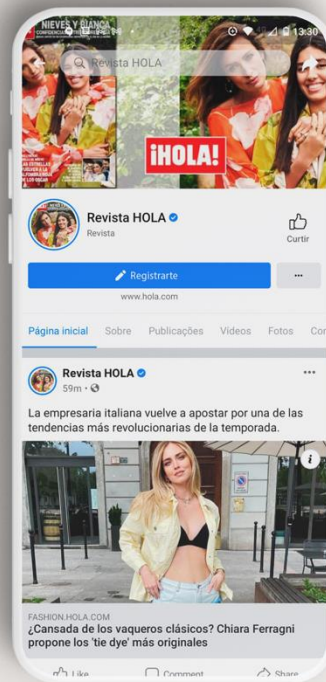 NIEVES Y BIANCA
13:30
Revista HOLA
¡HOLA!
Revista HOLA
Revista
Curtir
Registrarte
www.hola.com
Página inicial Sobre Publicações Vídeos Fotos
Revista HOLA
59m
La empresaria italiana vuelve a apostar por una de las
tendencias más revolucionarias de la temporada.
FASHION.HOLA.COM
¿Cansada de los vaqueros clásicos? Chiara Ferragni
propone los 'tie dye' más originales
Like Comment Share